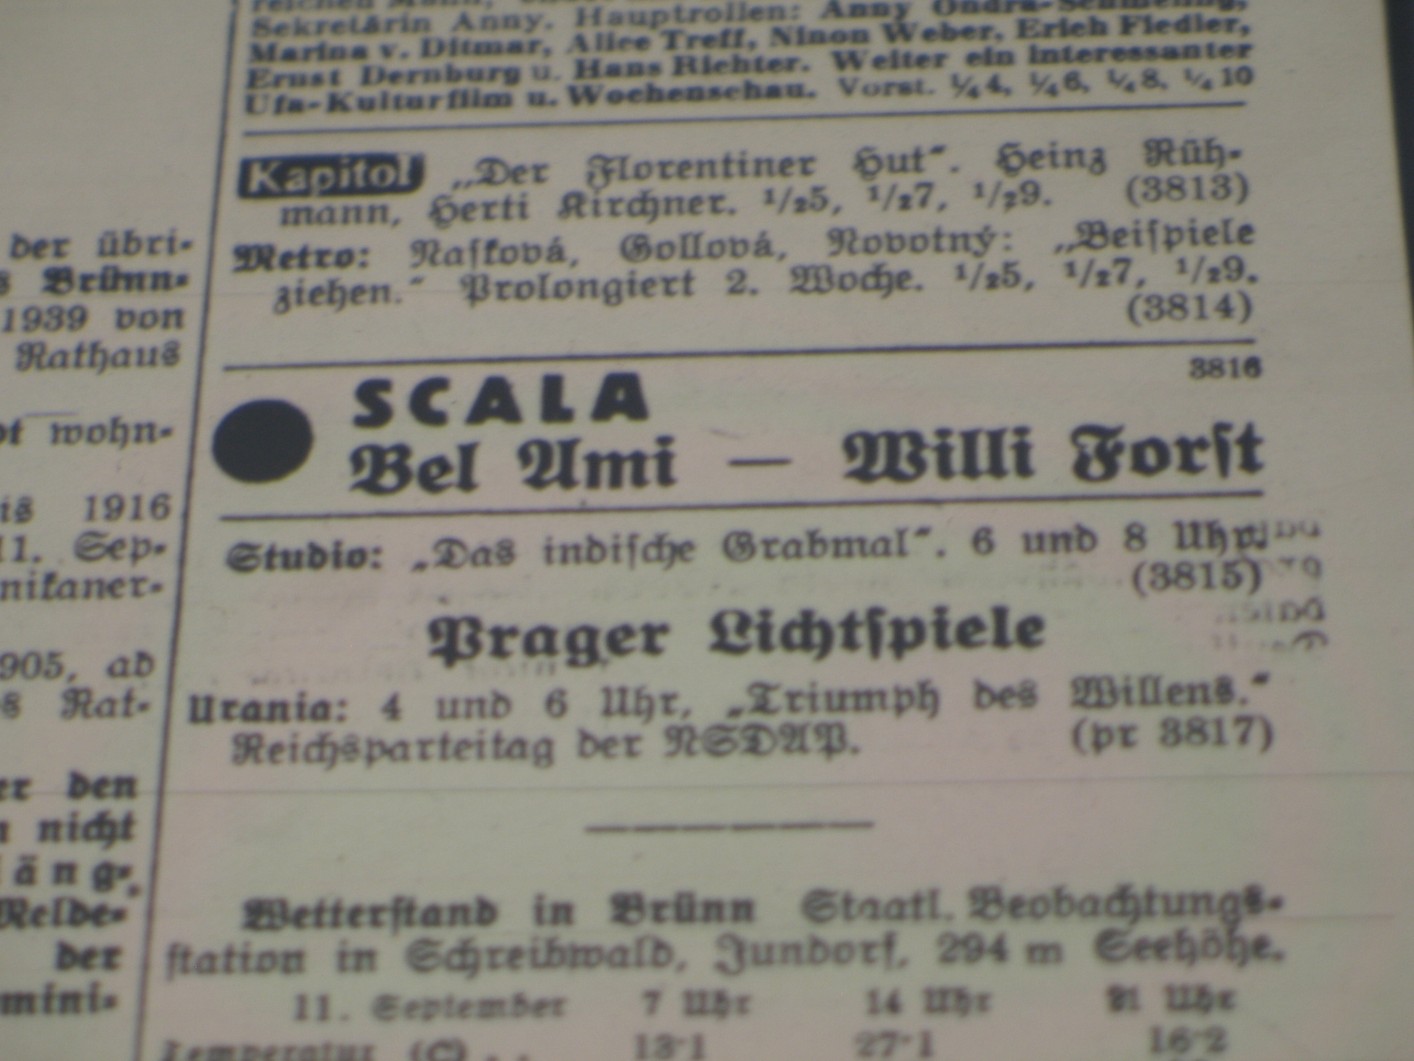 Sekretärin Anny. Hauptrollen: Anny Ondra-Schmeling,
Marina v. Ditmar, Alice Treff, Ninon Weber, Erich Fiedler,
Ernst Dernburg u. Hans Richter. Weiter ein interessanter
Ufa-Kulturfilm u. Wochenschau. Vorst. ¼4, ¼6, ¼8, ¼10
Kapitol „Der Florentiner Hut“. Heinz Rüh-
mann, Herti Kirchner. ½5, ½7, ½9. (3813)
Metro: Naſková, Gollová, Novotný: „Beiſpiele
ziehen.“ Prolongiert 2. Woche. ½5, ½7, ½9.
(3814)
3816
SCALA
Bel Ami — Willi Forſt
Studio: „Das indiſche Grabmal“. 6 und 8 Uhr.
(3815)
Prager Lichtſpiele
Urania: 4 und 6 Uhr, „Triumph des Willens.“
Reichsparteitag der NSDAP. (pr 3817)
Wetterſtand in Brünn Staatl. Beobachtungs-
ſtation in Schreibwald, Jundorf, 294 m Seehöhe.
11. September 7 Uhr 14 Uhr 21 Uhr
Temperatur (C) . . 13·1 27·1 16·2
der übri-
s Brünn-
1939 von
Rathaus
wohn-
1916
11. Sep-
nikaner-
905, ab
s Rat-
er den
nicht
äng-
Melde-
der
mini-